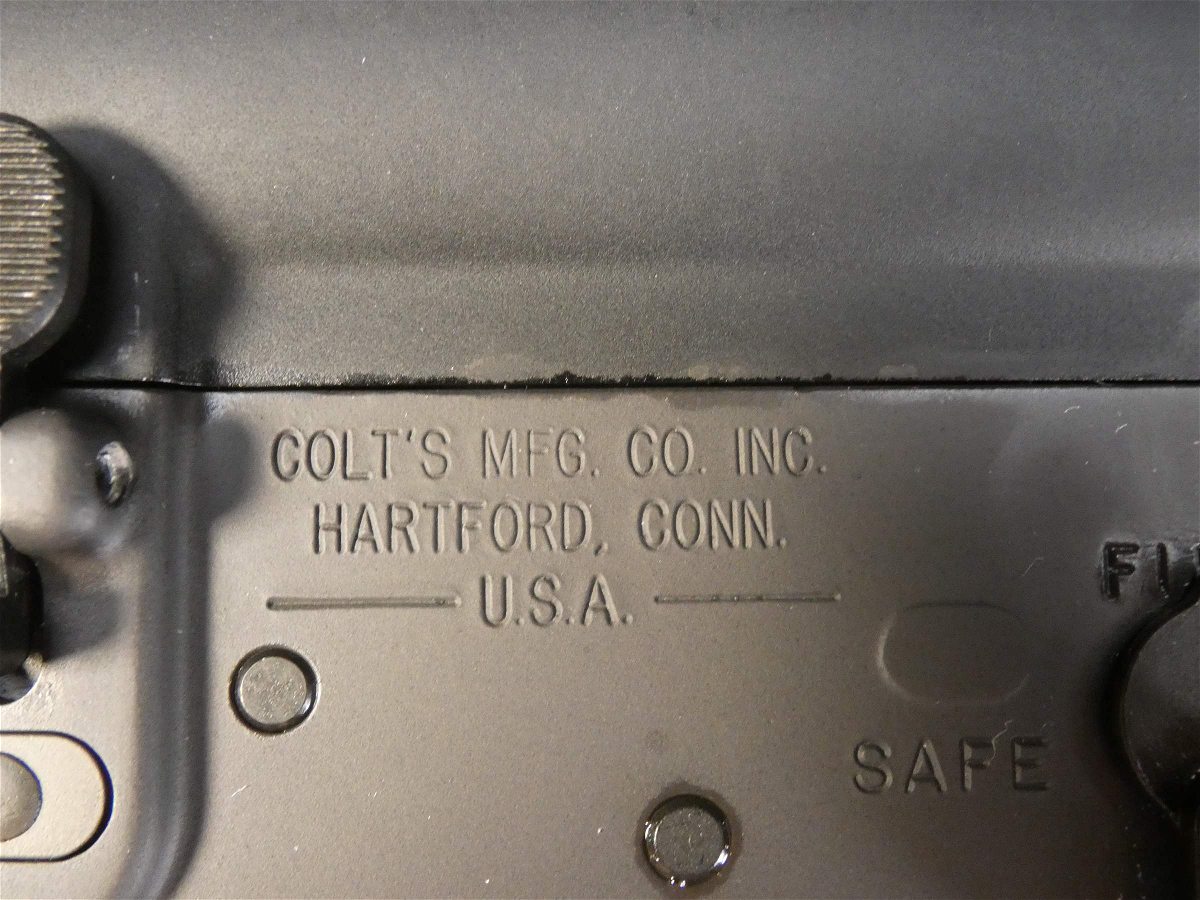 COLT'S MFG. CO. INC.
HARTFORD, CONN.
U.S.A.
SAFE